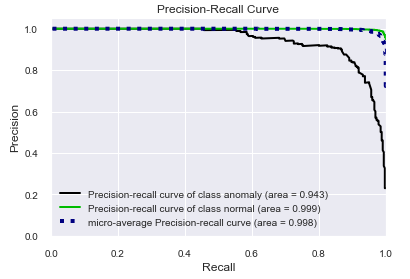 Precision-Recall Curve
Precision
1.0
0.8
0.6
0.4
0.2
0.0
Precision-recall curve of class anomaly (area = 0.943)
Precision-recall curve of class normal (area = 0.999)
micro-average Precision-recall curve (area = 0.998)
0.0 0.2 0.4 0.6 0.8 1.0
Recall